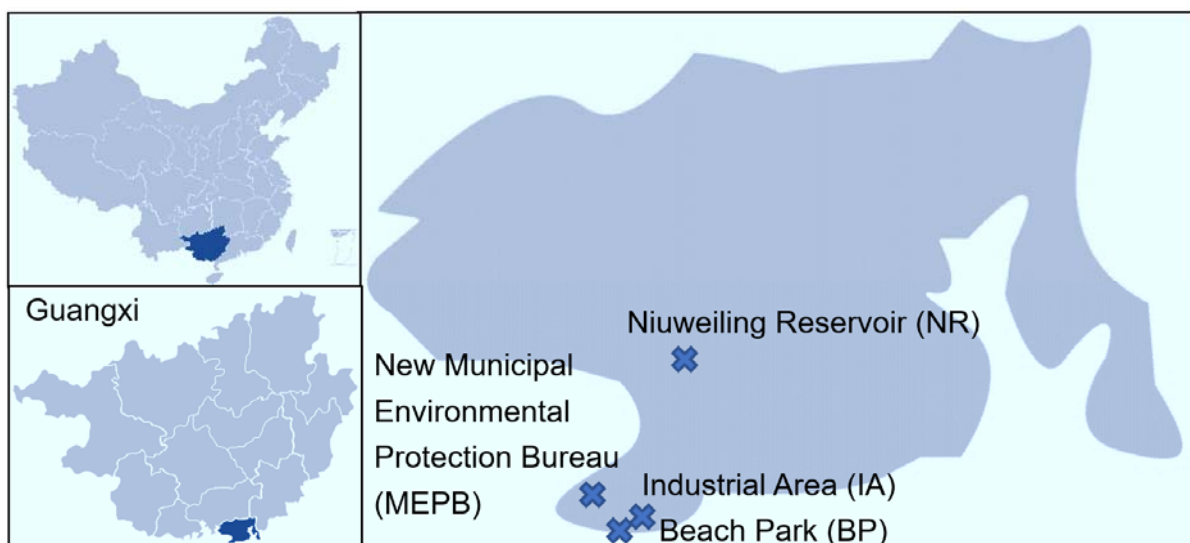 Guangxi
Niuweiling Reservoir (NR)
New Municipal
Environmental
Protection Bureau
(MEPB)
Industrial Area (IA)
Beach Park (BP)